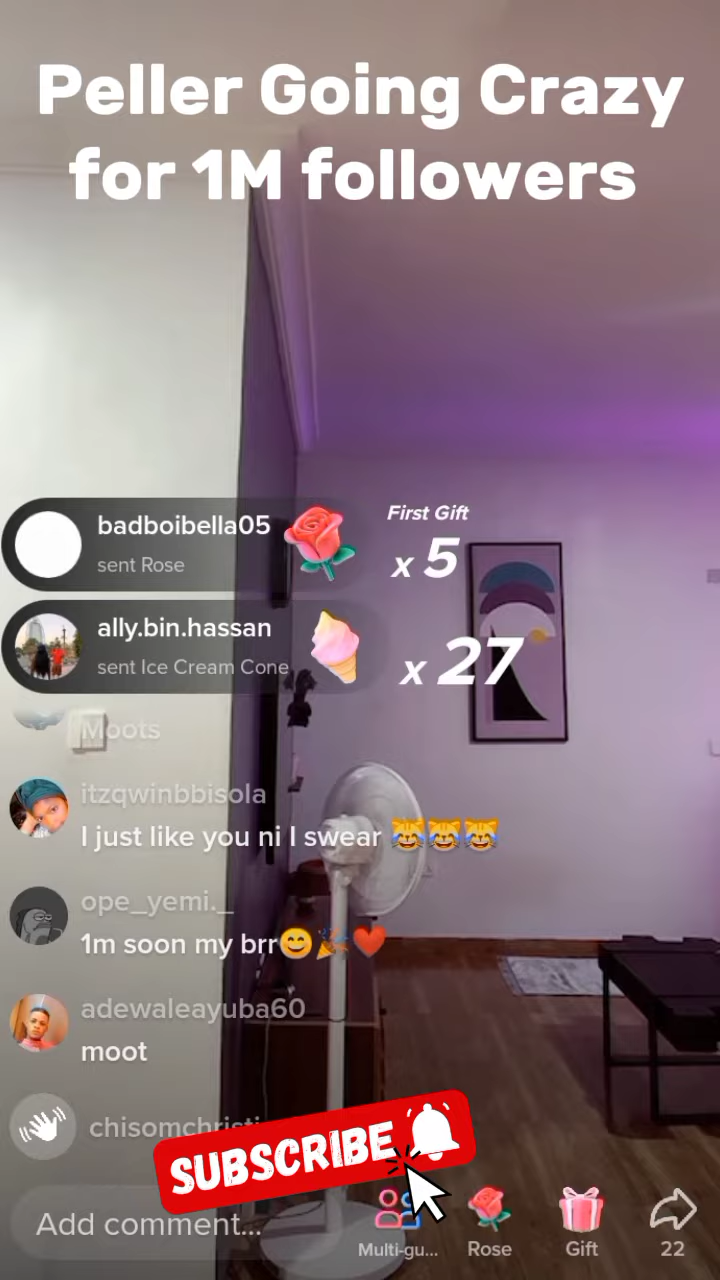 Peller Going Crazy
for 1M followers
badboibella05
sent Rose
First Gift
x 5
ally.bin.hassan
sent Ice Cream Cone
x 27
Moots
itzqwinbbisola
I just like you ni I swear 😹😹😹
ope_yemi._
1m soon my brr😊🎉❤️
adewaleayuba60
moot
chisomchristi
SUBSCRIBE
Add comment...
Multi-gu...
Rose
Gift
22